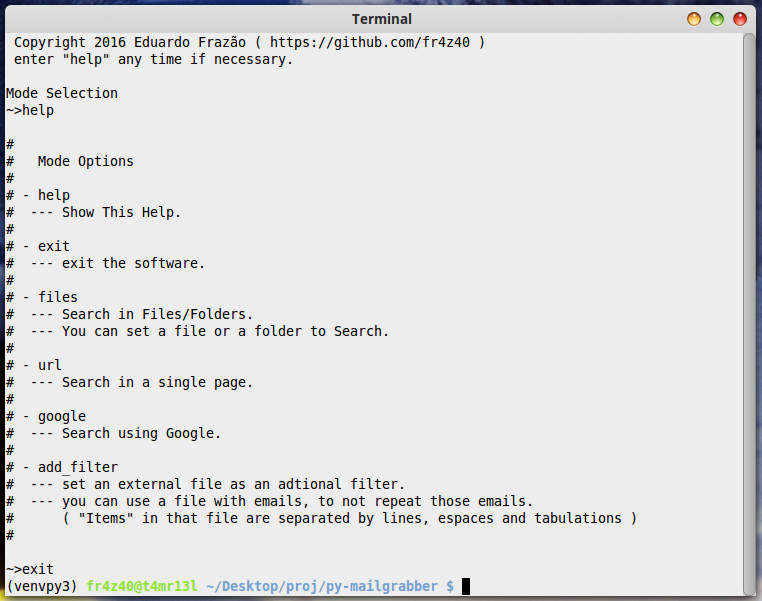 Terminal
Copyright 2016 Eduardo Frazão ( https://github.com/fr4z40 )
enter "help" any time if necessary.
Mode Selection
~>help
#
#   Mode Options
#
# - help
#  --- Show This Help.
#
# - exit
#  --- exit the software.
#
# - files
#  --- Search in Files/Folders.
#  --- You can set a file or a folder to Search.
#
# - url
#  --- Search in a single page.
#
# - google
#  --- Search using Google.
#
# - add_filter
#  --- set an external file as an adtional filter.
#  --- you can use a file with emails, to not repeat those emails.
#      ( "Items" in that file are separated by lines, espaces and tabulations )
#
~>exit
(venvpy3) fr4z40@t4mr13l ~/Desktop/proj/py-mailgrabber $